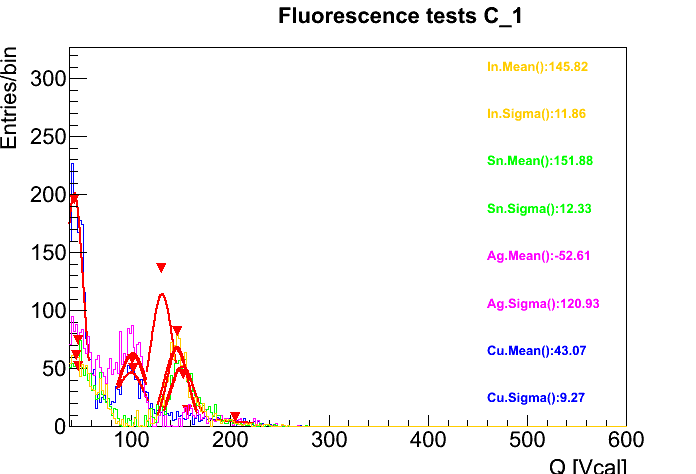 Fluorescence tests C_1
Entries/bin
300
250
200
150
100
50
0
In.Mean():145.82
In.Sigma():11.86
Sn.Mean():151.88
Sn.Sigma():12.33
Ag.Mean():-52.61
Ag.Sigma():120.93
Cu.Mean():43.07
Cu.Sigma():9.27
100 200 300 400 500 600
Q [Vcal]